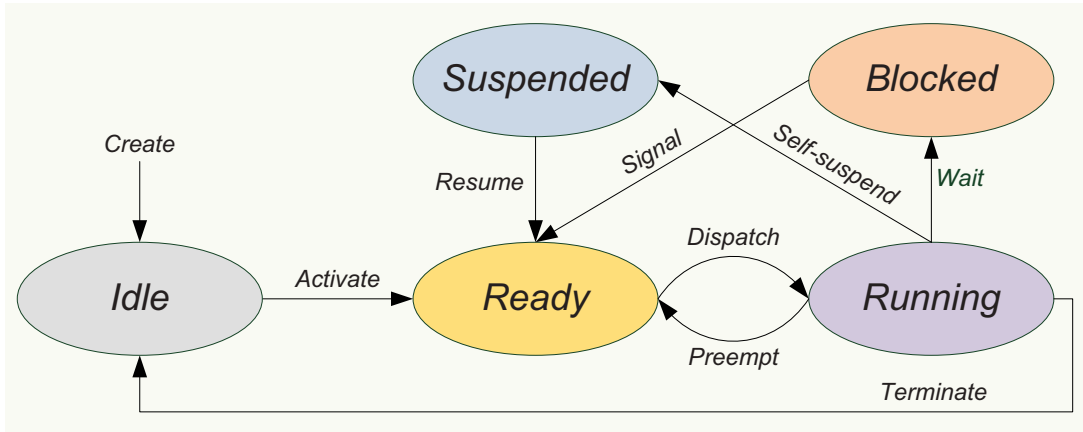 Suspended
Blocked
Create
Signal
Self-suspend
Resume
Wait
Dispatch
Activate
Idle
Ready
Running
Preempt
Terminate